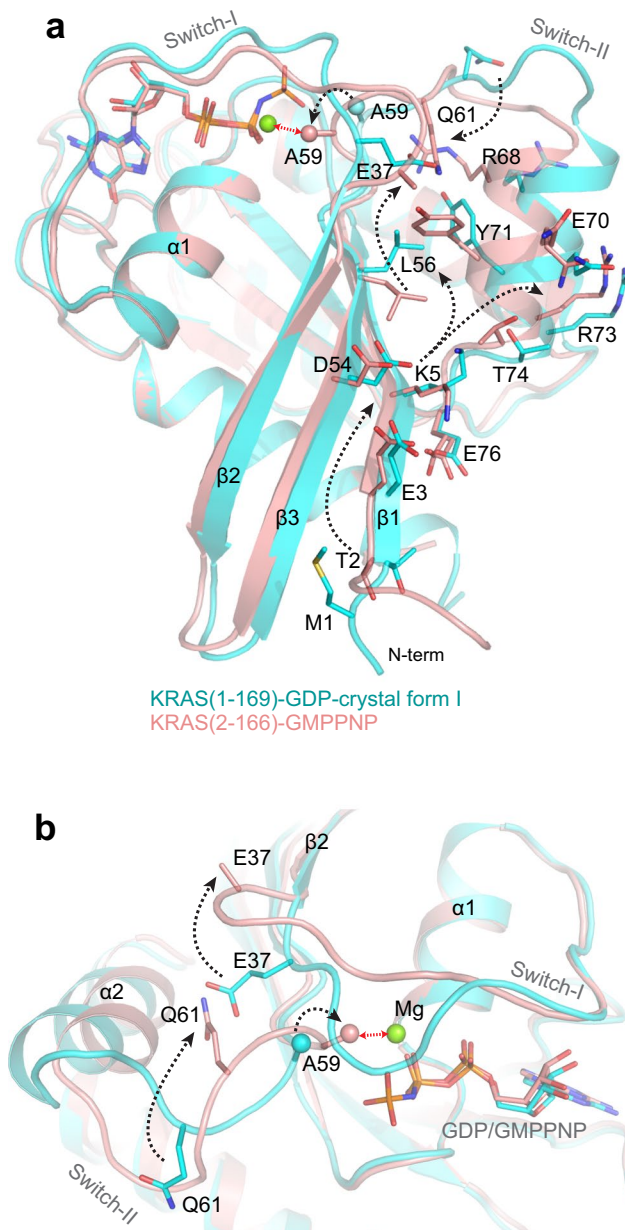 a
Switch-I
Switch-II
A59
Q61
A59
E37
R68
α1
Y71
E70
L56
R73
D54
K5
T74
E76
β2
E3
β3
β1
T2
M1
N-term
KRAS(1-169)-GDP-crystal form I
KRAS(2-166)-GMPPNP
b
E37
β2
α1
E37
Switch-I
α2
Q61
Mg
A59
GDP/GMPPNP
Switch-II
Q61